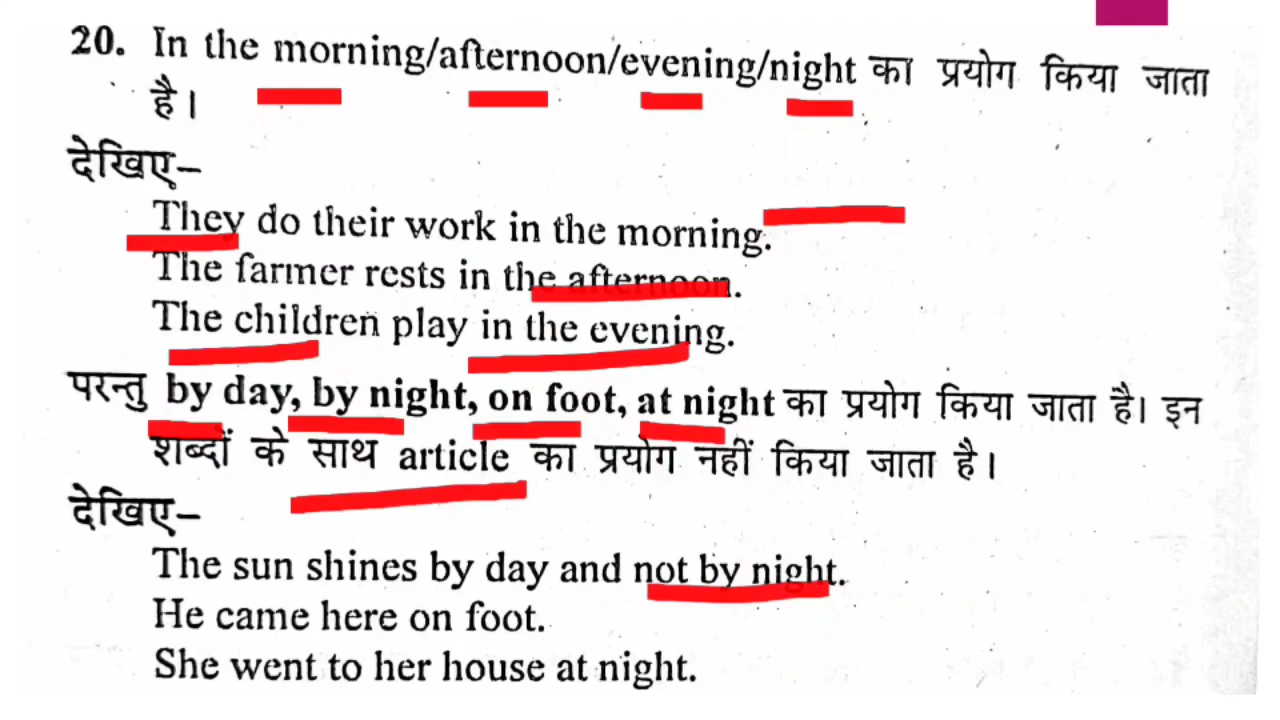 20. In the morning/afternoon/evening/night का प्रयोग किया जाता
है।
देखिए–
They do their work in the morning.
The farmer rests in the afternoon.
The children play in the evening.
परन्तु by day, by night, on foot, at night का प्रयोग किया जाता है। इन
शब्दों के साथ article का प्रयोग नहीं किया जाता है।
देखिए–
The sun shines by day and not by night.
He came here on foot.
She went to her house at night.